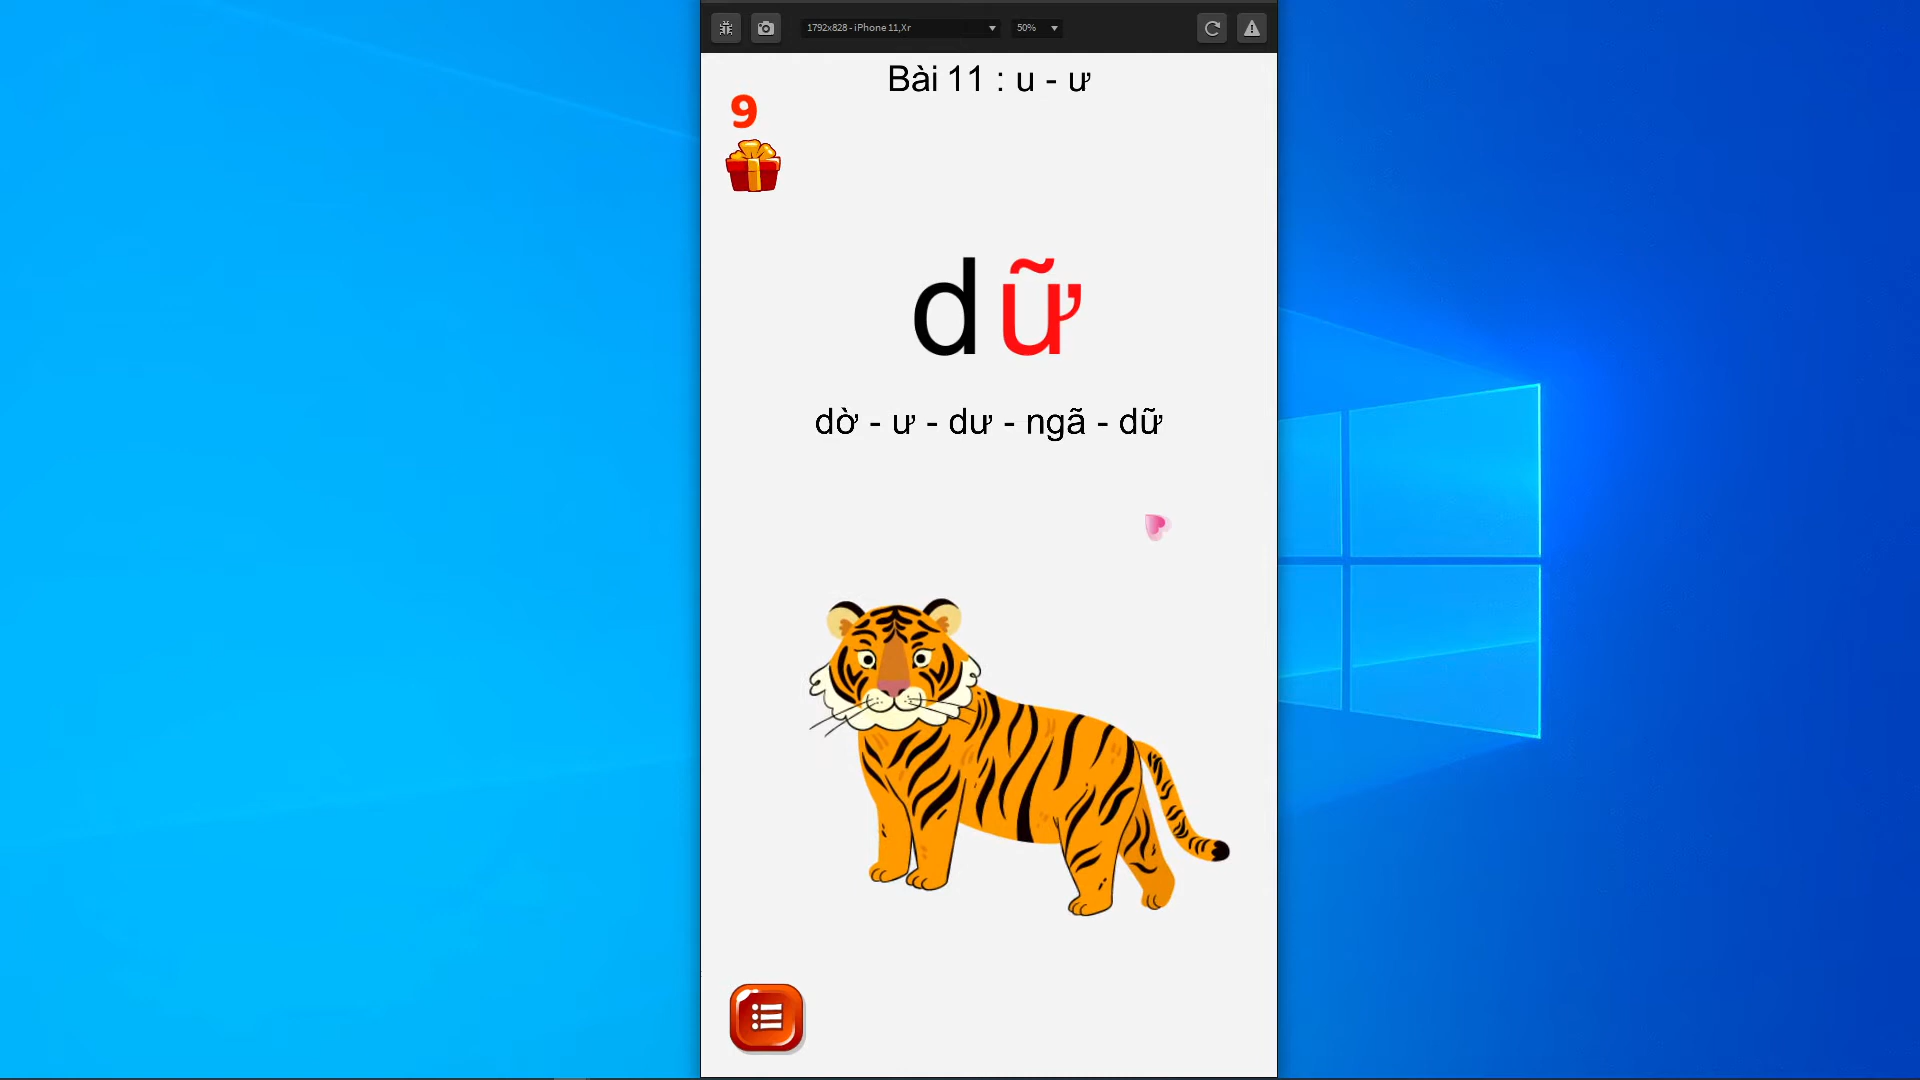 1792x828 - iPhone 11,Xr
50%
Bài 11 : u - ư
9
dữ
dờ - ư - dư - ngã - dữ